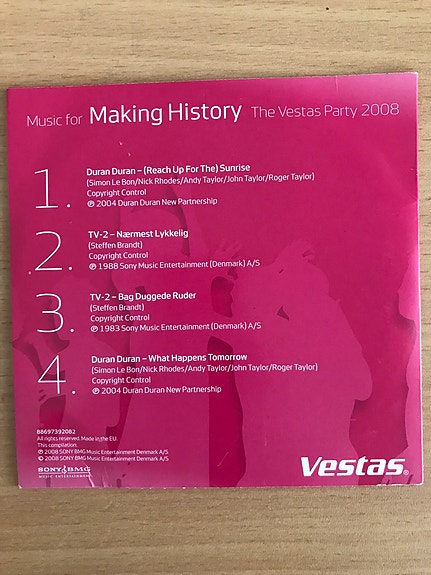 Music for Making History The Vestas Party 2008
1.
Duran Duran – (Reach Up For The) Sunrise
(Simon Le Bon/Nick Rhodes/Andy Taylor/John Taylor/Roger Taylor)
Copyright Control
℗ 2004 Duran Duran New Partnership
2.
TV-2 – Nærmest Lykkelig
(Steffen Brandt)
Copyright Control
℗ 1988 Sony Music Entertainment (Denmark) A/S
3.
TV-2 – Bag Duggede Ruder
(Steffen Brandt)
Copyright Control
℗ 1983 Sony Music Entertainment (Denmark) A/S
4.
Duran Duran – What Happens Tomorrow
(Simon Le Bon/Nick Rhodes/Andy Taylor/John Taylor/Roger Taylor)
Copyright Control
℗ 2004 Duran Duran New Partnership
88697392082
All rights reserved. Made in the EU.
This compilation:
℗ 2008 SONY BMG Music Entertainment Denmark A/S
© 2008 SONY BMG Music Entertainment Denmark A/S
SONY BMG
MUSIC ENTERTAINMENT
Vestas®